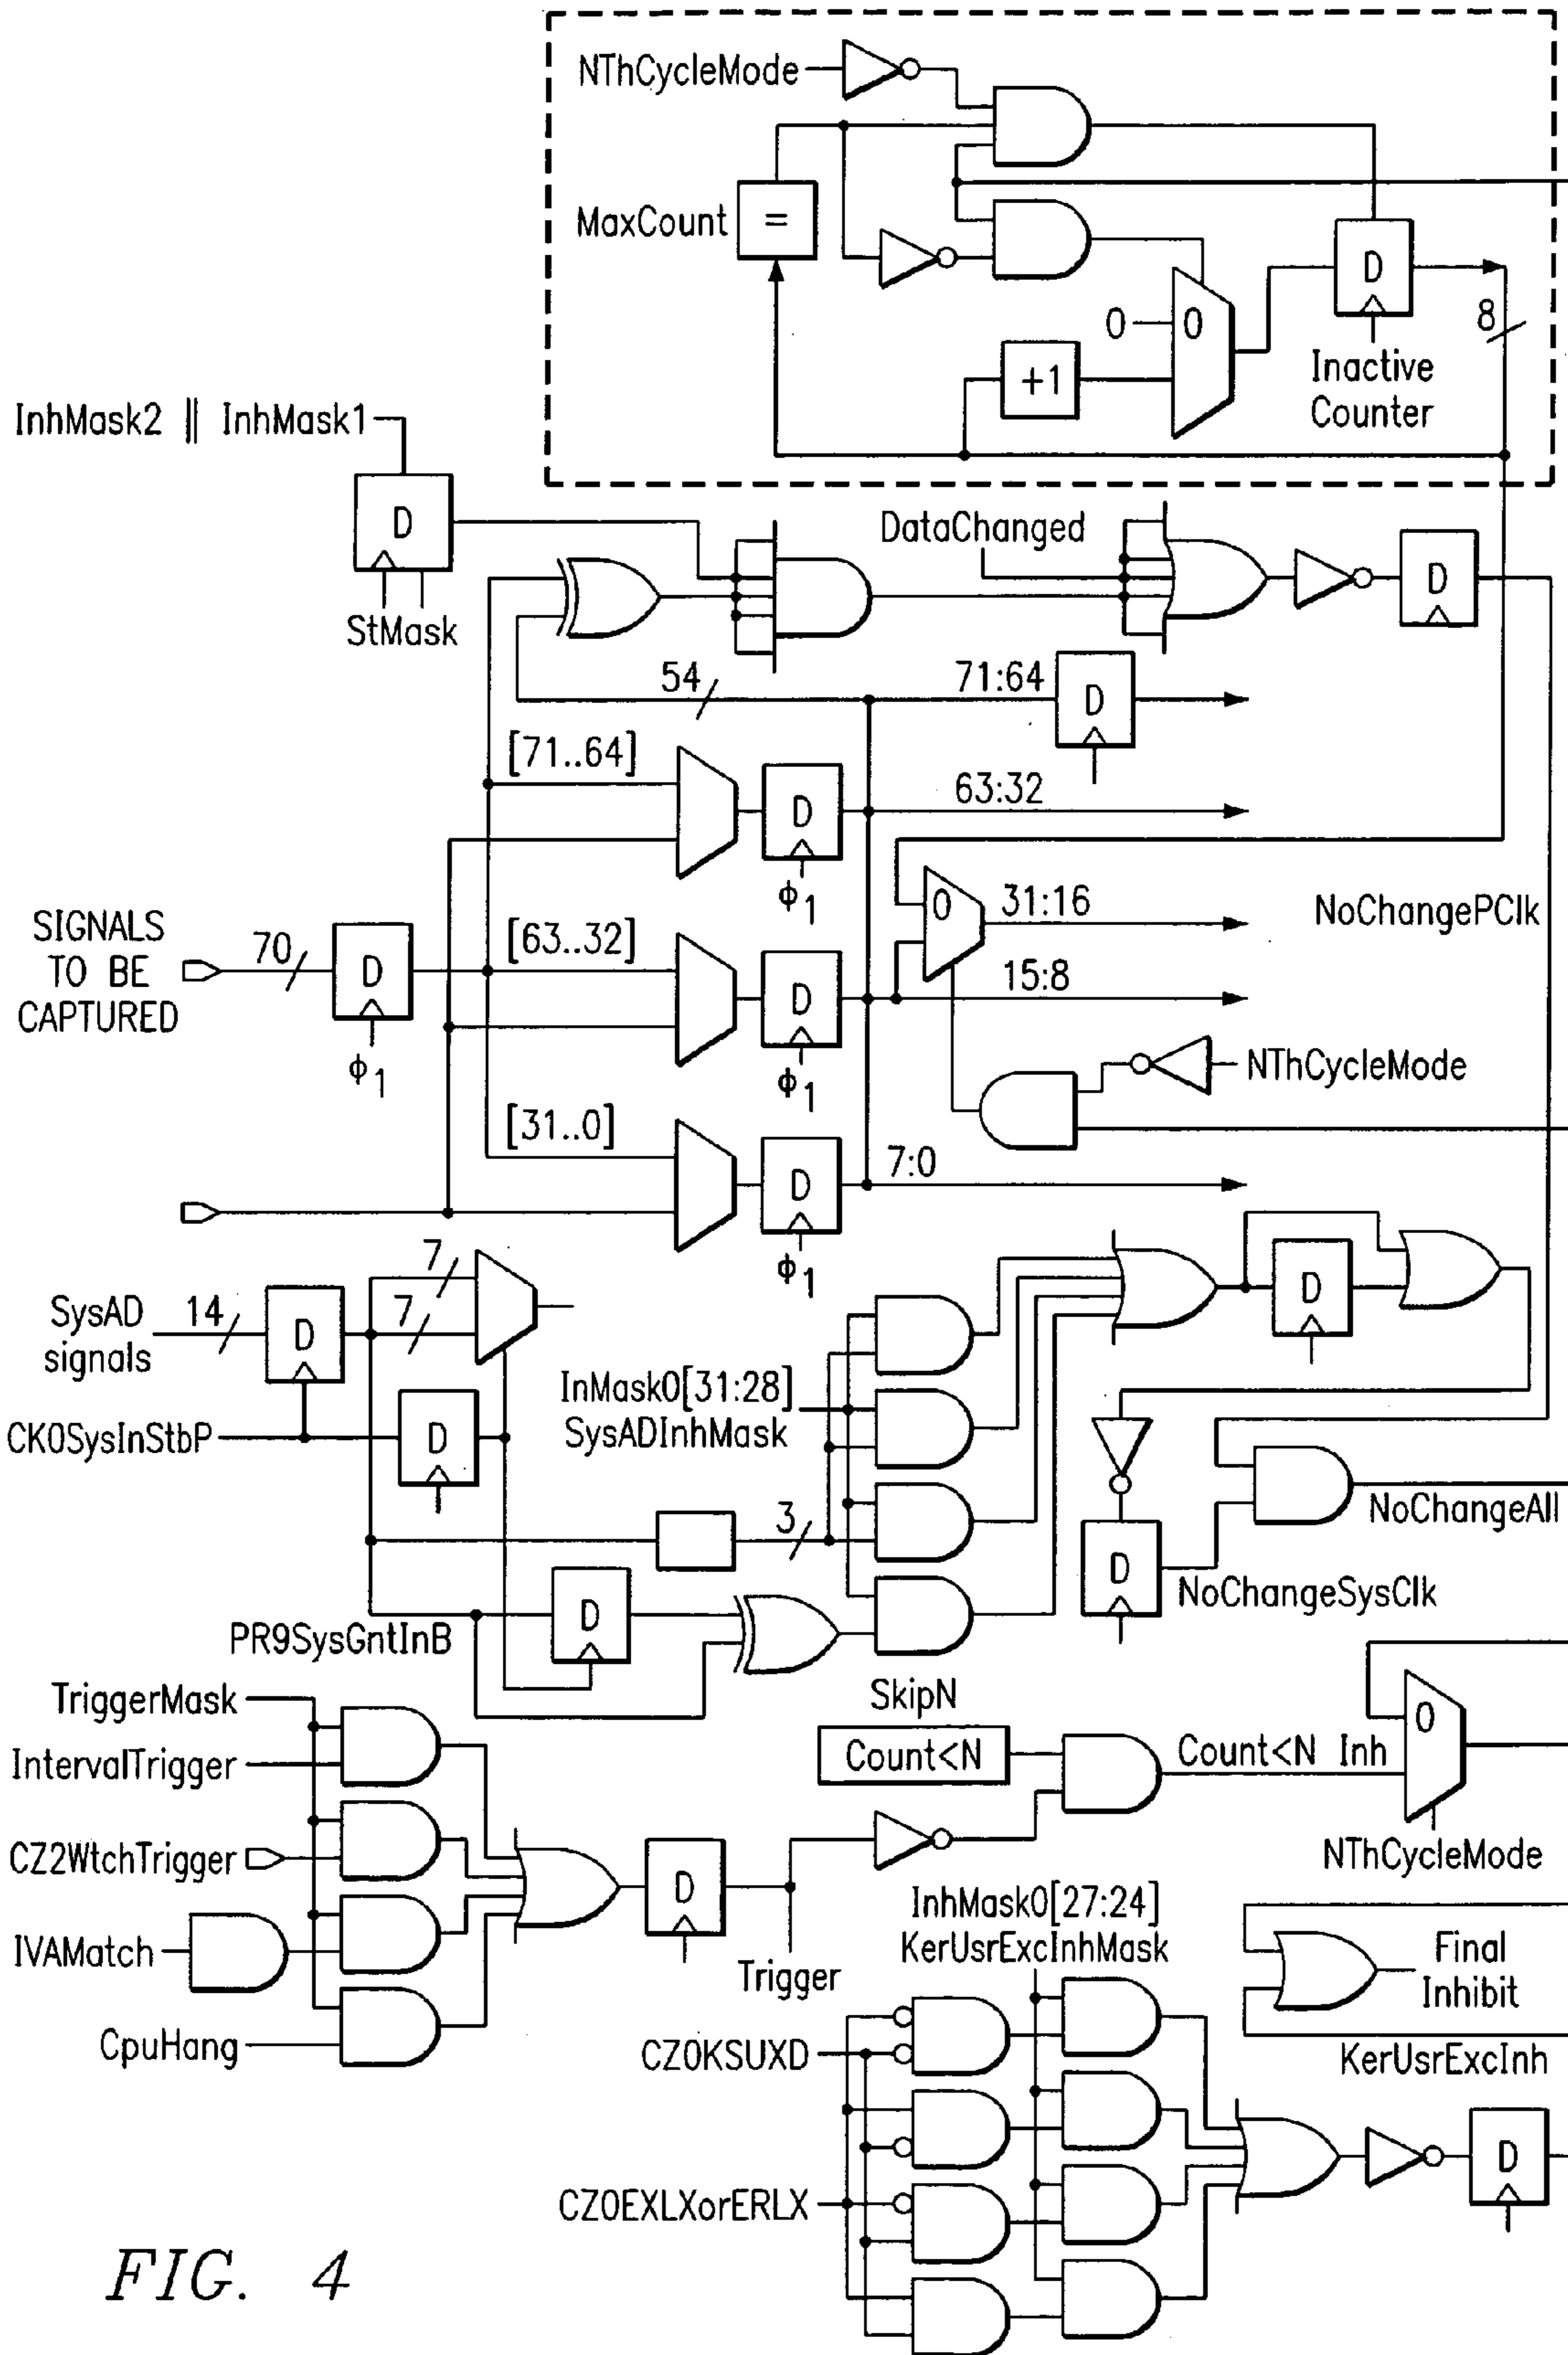 NThCycleMode
MaxCount
=
D
0
0
8
+1
Inactive
Counter
InhMask2 || InhMask1
D
DataChanged
D
StMask
54
71:64
D
[71..64]
D
63:32
ϕ1
0
31:16
NoChangePClk
SIGNALS
TO BE
CAPTURED
70
D
[63..32]
D
15:8
ϕ1
ϕ1
NThCycleMode
[31..0]
D
7:0
ϕ1
7
SysAD
signals
14
D
7
D
InMask0[31:28]
SysADInhMask
CK0SysInStbP
D
3
NoChangeAll
D
NoChangeSysClk
D
PR9SysGntInB
TriggerMask
SkipN
0
IntervalTrigger
Count<N
Count<N Inh
CZ2WtchTrigger
NThCycleMode
D
InhMask0[27:24]
KerUsrExcInhMask
IVAMatch
Trigger
Final
Inhibit
CpuHang
CZ0KSUXD
KerUsrExcInh
D
CZ0EXLXorERLX
FIG. 4